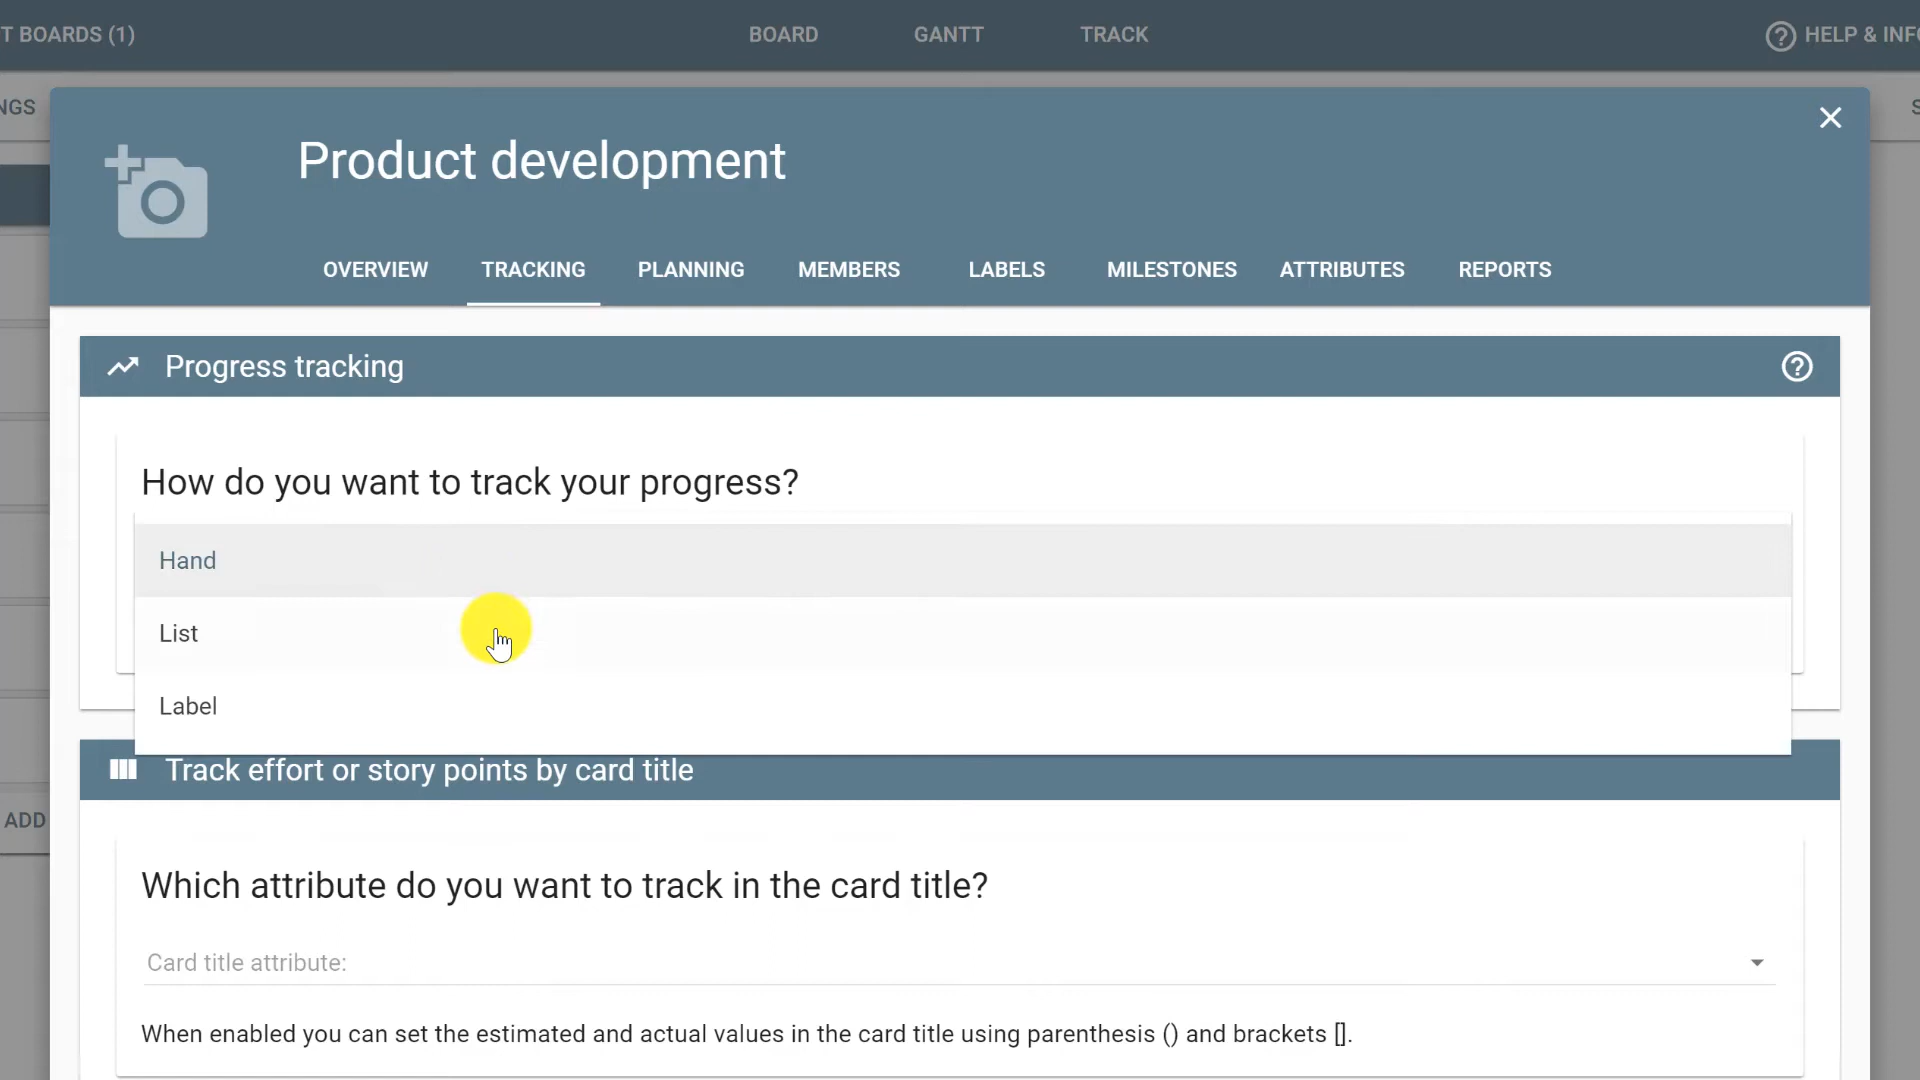 T BOARDS (1) BOARD GANTT TRACK HELP & INFO
NGS
Product development
OVERVIEW TRACKING PLANNING MEMBERS LABELS MILESTONES ATTRIBUTES REPORTS
Progress tracking
How do you want to track your progress?
Hand
List
Label
Track effort or story points by card title
ADD
Which attribute do you want to track in the card title?
Card title attribute:
When enabled you can set the estimated and actual values in the card title using parenthesis () and brackets [].